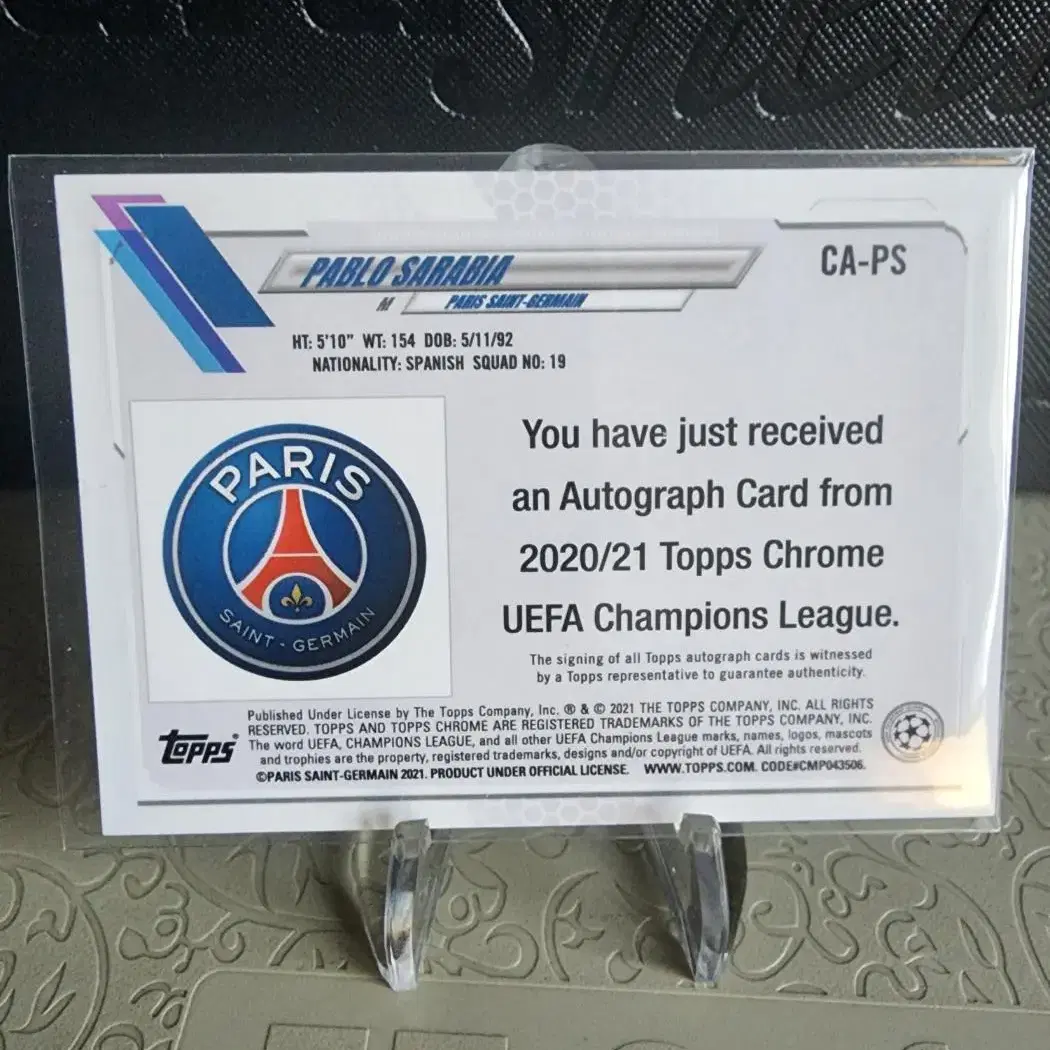 PABLO SARABIA
CA-PS
M PARIS SAINT-GERMAIN
HT: 5'10" WT: 154 DOB: 5/11/92
NATIONALITY: SPANISH SQUAD NO: 19
PARIS
SAINT-GERMAIN
You have just received
an Autograph Card from
2020/21 Topps Chrome
UEFA Champions League.
The signing of all Topps autograph cards is witnessed
by a Topps representative to guarantee authenticity.
topps®
Published Under License by The Topps Company, Inc. ® & © 2021 THE TOPPS COMPANY, INC. ALL RIGHTS
RESERVED. TOPPS AND TOPPS CHROME ARE REGISTERED TRADEMARKS OF THE TOPPS COMPANY, INC.
The word UEFA, CHAMPIONS LEAGUE, and all other UEFA Champions League marks, names, logos, mascots
and trophies are the property, registered trademarks, designs and/or copyright of UEFA. All rights reserved.
©PARIS SAINT-GERMAIN 2021. PRODUCT UNDER OFFICIAL LICENSE. WWW.TOPPS.COM. CODE#CMP043506.